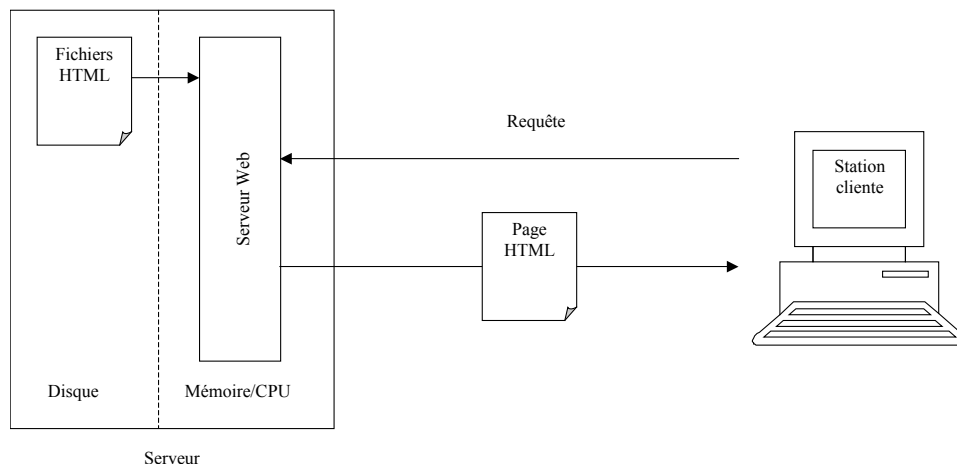 Fichiers
HTML
Serveur Web
Requête
Station
cliente
Page
HTML
Disque
Mémoire/CPU
Serveur